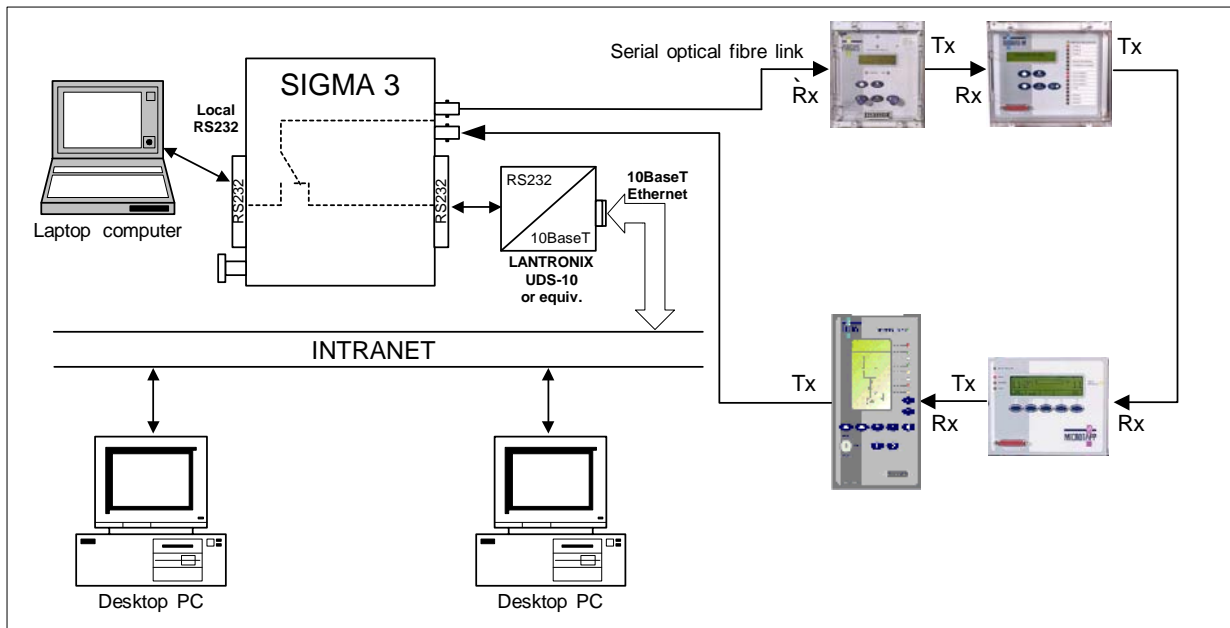 Serial optical fibre link
Tx
Tx
`
Rx
Rx
SIGMA 3
Local
RS232
RS232
RS232
RS232
10BaseT
10BaseT
Ethernet
Laptop computer
LANTRONIX
UDS-10
or equiv.
INTRANET
Tx
Tx
Rx
Rx
MICROTAPP
Desktop PC
Desktop PC